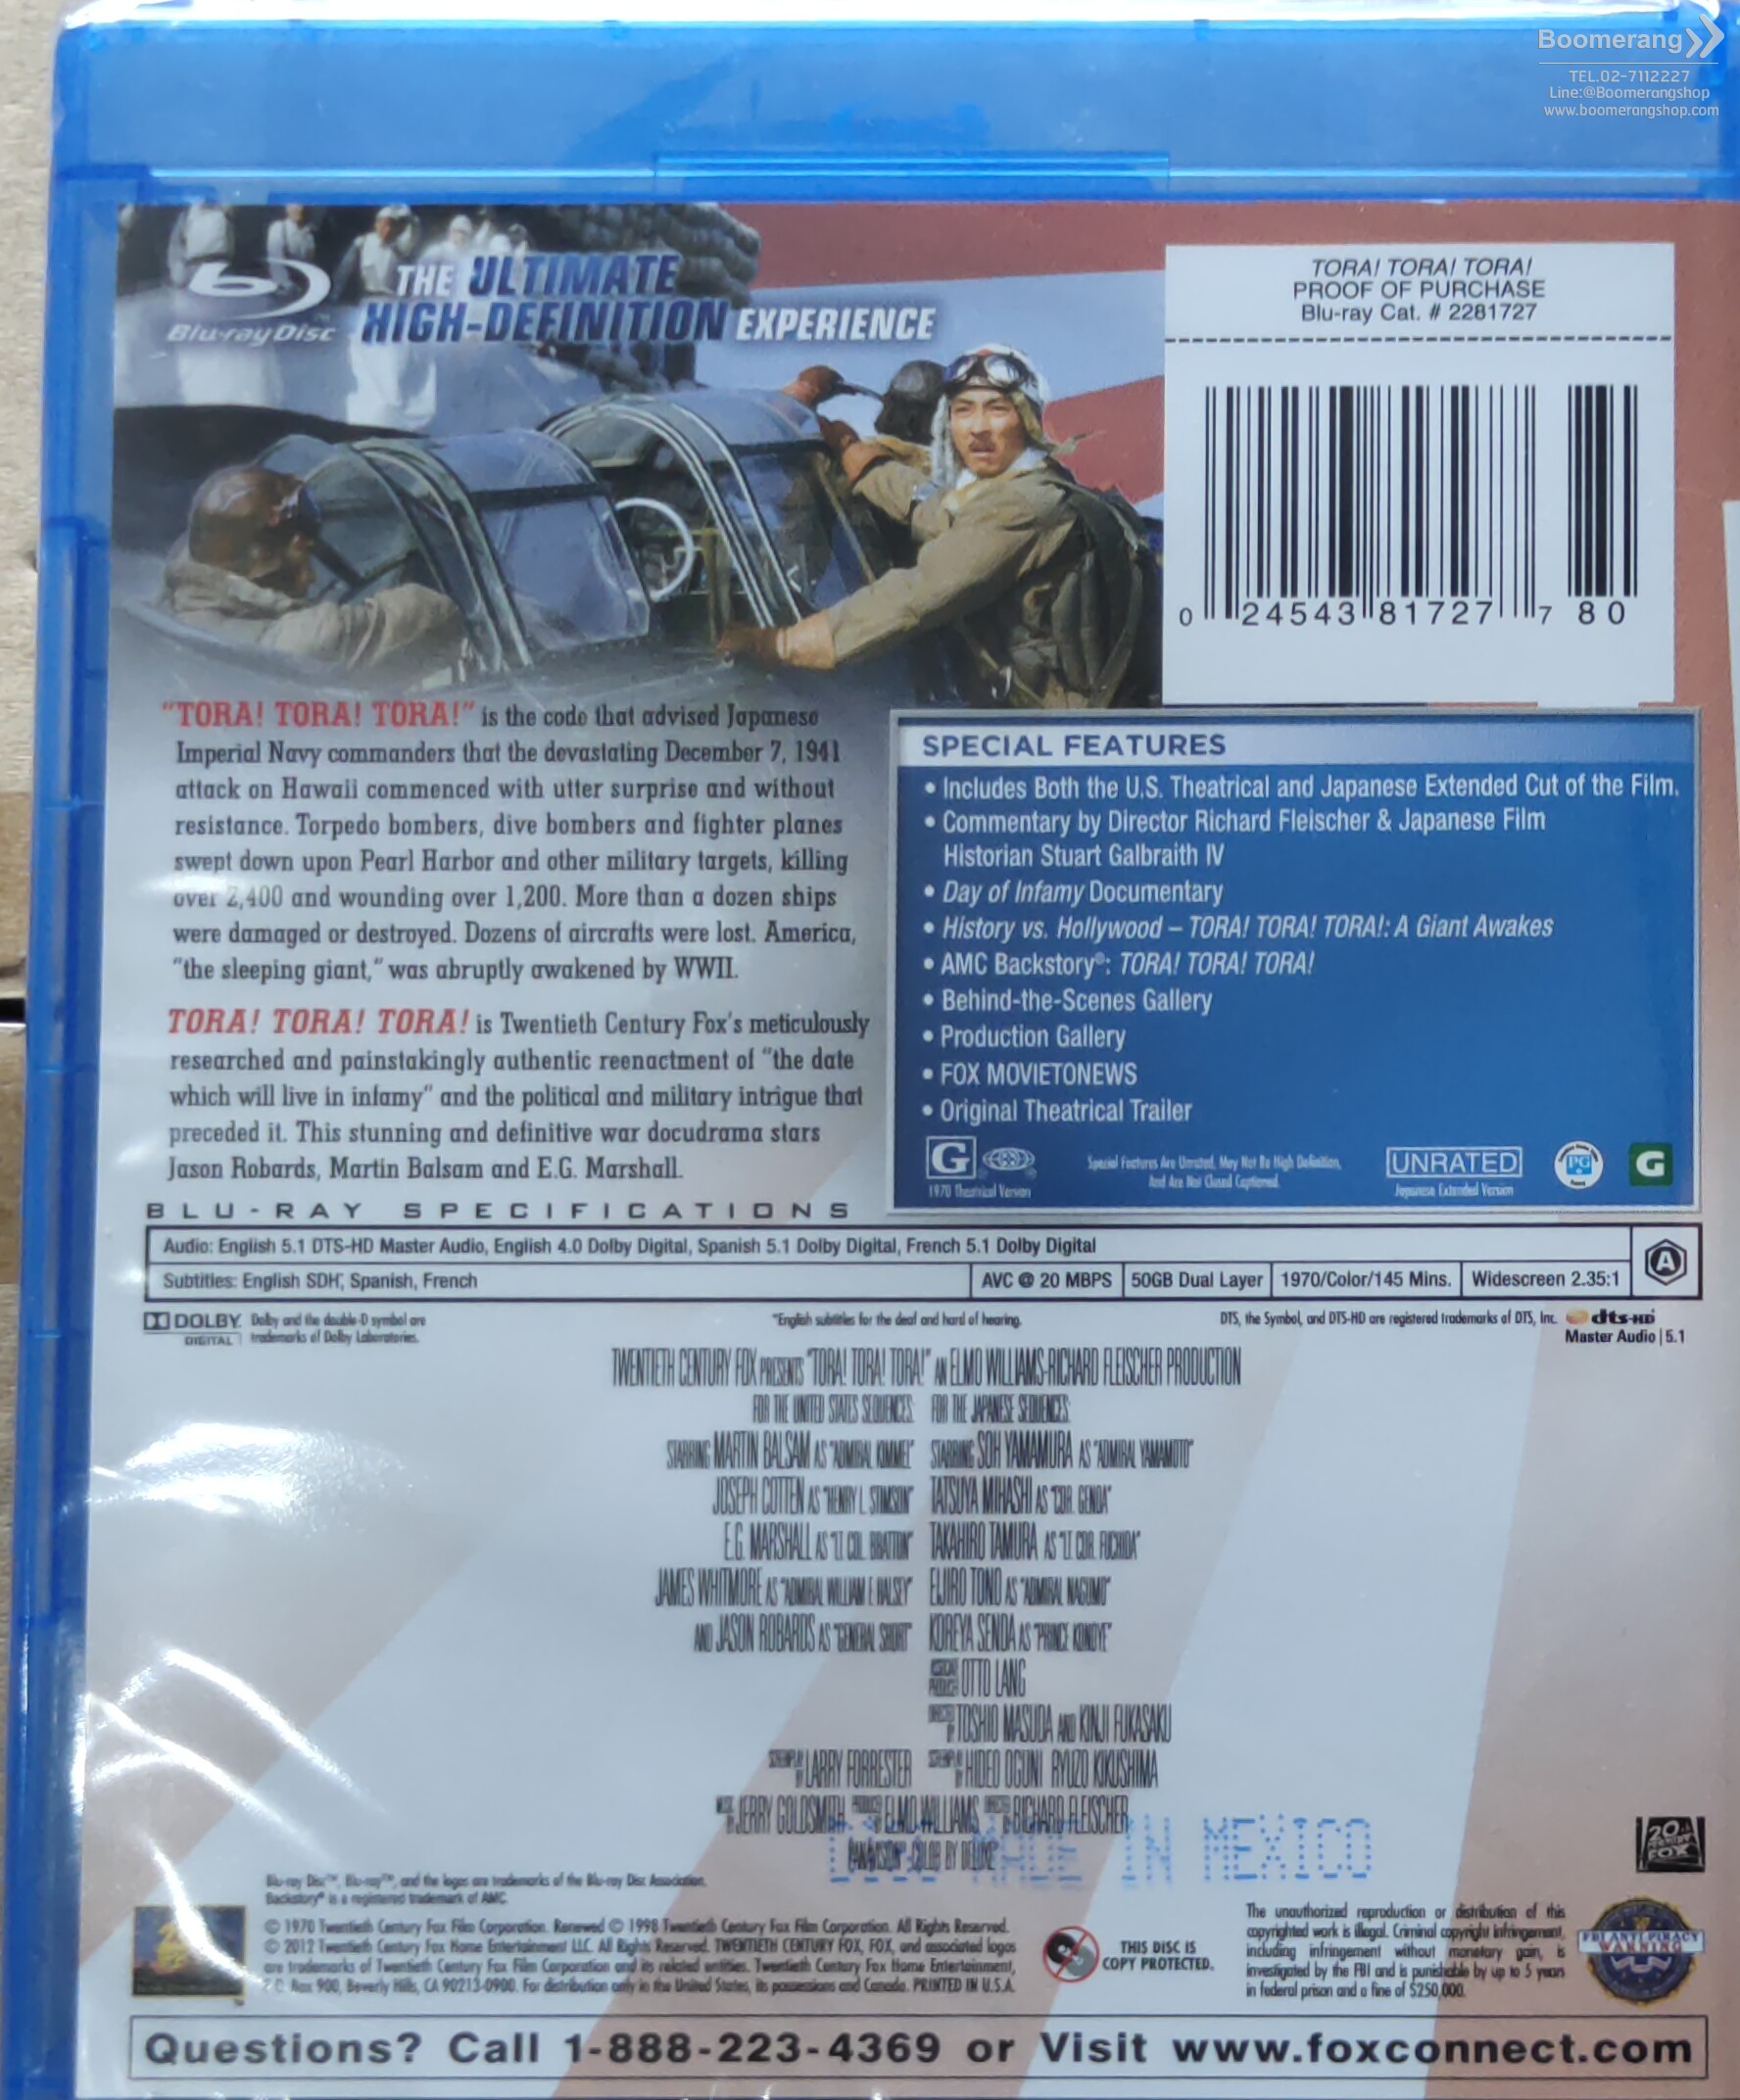 Boomerang
TEL.02-7112227
Line:@Boomerangshop
www.boomerangshop.com
Blu-ray Disc
THE ULTIMATE
HIGH-DEFINITION EXPERIENCE
TORA! TORA! TORA!
PROOF OF PURCHASE
Blu-ray Cat. # 2281727
0 24543 81727 7 80
"TORA! TORA! TORA!" is the code that advised Japanese
Imperial Navy commanders that the devastating December 7, 1941
attack on Hawaii commenced with utter surprise and without
resistance. Torpedo bombers, dive bombers and fighter planes
swept down upon Pearl Harbor and other military targets, killing
over 2,400 and wounding over 1,200. More than a dozen ships
were damaged or destroyed. Dozens of aircrafts were lost. America,
"the sleeping giant," was abruptly awakened by WWII.
TORA! TORA! TORA! is Twentieth Century Fox's meticulously
researched and painstakingly authentic reenactment of "the date
which will live in infamy" and the political and military intrigue that
preceded it. This stunning and definitive war docudrama stars
Jason Robards, Martin Balsam and E.G. Marshall.
SPECIAL FEATURES
• Includes Both the U.S. Theatrical and Japanese Extended Cut of the Film.
• Commentary by Director Richard Fleischer & Japanese Film
Historian Stuart Galbraith IV
• Day of Infamy Documentary
• History vs. Hollywood – TORA! TORA! TORA!: A Giant Awakes
• AMC Backstory®: TORA! TORA! TORA!
• Behind-the-Scenes Gallery
• Production Gallery
• FOX MOVIETONEWS
• Original Theatrical Trailer
G
1970 Theatrical Version
Special Features Are Unrated, May Not Be High Definition,
And Are Not Closed Captioned.
UNRATED
Japanese Extended Version
PG
G
BLU-RAY SPECIFICATIONS
Audio: English 5.1 DTS-HD Master Audio, English 4.0 Dolby Digital, Spanish 5.1 Dolby Digital, French 5.1 Dolby Digital
Subtitles: English SDH*, Spanish, French
AVC @ 20 MBPS
50GB Dual Layer
1970/Color/145 Mins.
Widescreen 2.35:1
A
DOLBY
DIGITAL
Dolby and the double-D symbol are
trademarks of Dolby Laboratories.
*English subtitles for the deaf and hard of hearing.
DTS, the Symbol, and DTS-HD are registered trademarks of DTS, Inc.
dts-HD
Master Audio | 5.1
TWENTIETH CENTURY FOX PRESENTS "TORA! TORA! TORA!" AN ELMO WILLIAMS-RICHARD FLEISCHER PRODUCTION
FOR THE UNITED STATES SEQUENCES: FOR THE JAPANESE SEQUENCES:
STARRING MARTIN BALSAM AS "ADMIRAL KIMMEL" STARRING SOH YAMAMURA AS "ADMIRAL YAMAMOTO"
JOSEPH COTTEN AS "HENRY L. STIMSON" TATSUYA MIHASHI AS "CDR. GENDA"
E.G. MARSHALL AS "LT. COL. BRATTON" TAKAHIRO TAMURA AS "LT. CDR. FUCHIDA"
JAMES WHITMORE AS "ADMIRAL WILLIAM F. HALSEY" EIJIRO TONO AS "ADMIRAL NAGUMO"
AND JASON ROBARDS AS "GENERAL SHORT" KOREYA SENDA AS "PRINCE KONOYE"
OTTO LANG
DIRECTED BY TOSHIO MASUDA AND KINJI FUKASAKU
LARRY FORRESTER HIDEO OGUNI RYUZO KIKUSHIMA
JERRY GOLDSMITH ELMO WILLIAMS RICHARD FLEISCHER
PANAVISION® COLOR BY DELUXE®
MADE IN MEXICO
20th CENTURY FOX
Blu-ray Disc™, Blu-ray™, and the logos are trademarks of the Blu-ray Disc Association.
Backstory® is a registered trademark of AMC.
© 1970 Twentieth Century Fox Film Corporation. Renewed © 1998 Twentieth Century Fox Film Corporation. All Rights Reserved.
© 2012 Twentieth Century Fox Home Entertainment LLC. All Rights Reserved. TWENTIETH CENTURY FOX, FOX, and associated logos
are trademarks of Twentieth Century Fox Film Corporation and its related entities. Twentieth Century Fox Home Entertainment,
P.O. Box 900, Beverly Hills, CA 90213-0900. For distribution only in the United States, its possessions and Canada. PRINTED IN U.S.A.
THIS DISC IS
COPY PROTECTED.
The unauthorized reproduction or distribution of this
copyrighted work is illegal. Criminal copyright infringement,
including infringement without monetary gain, is
investigated by the FBI and is punishable by up to 5 years
in federal prison and a fine of $250,000.
FBI ANTI-PIRACY
WARNING
Questions? Call 1-888-223-4369 or Visit www.foxconnect.com